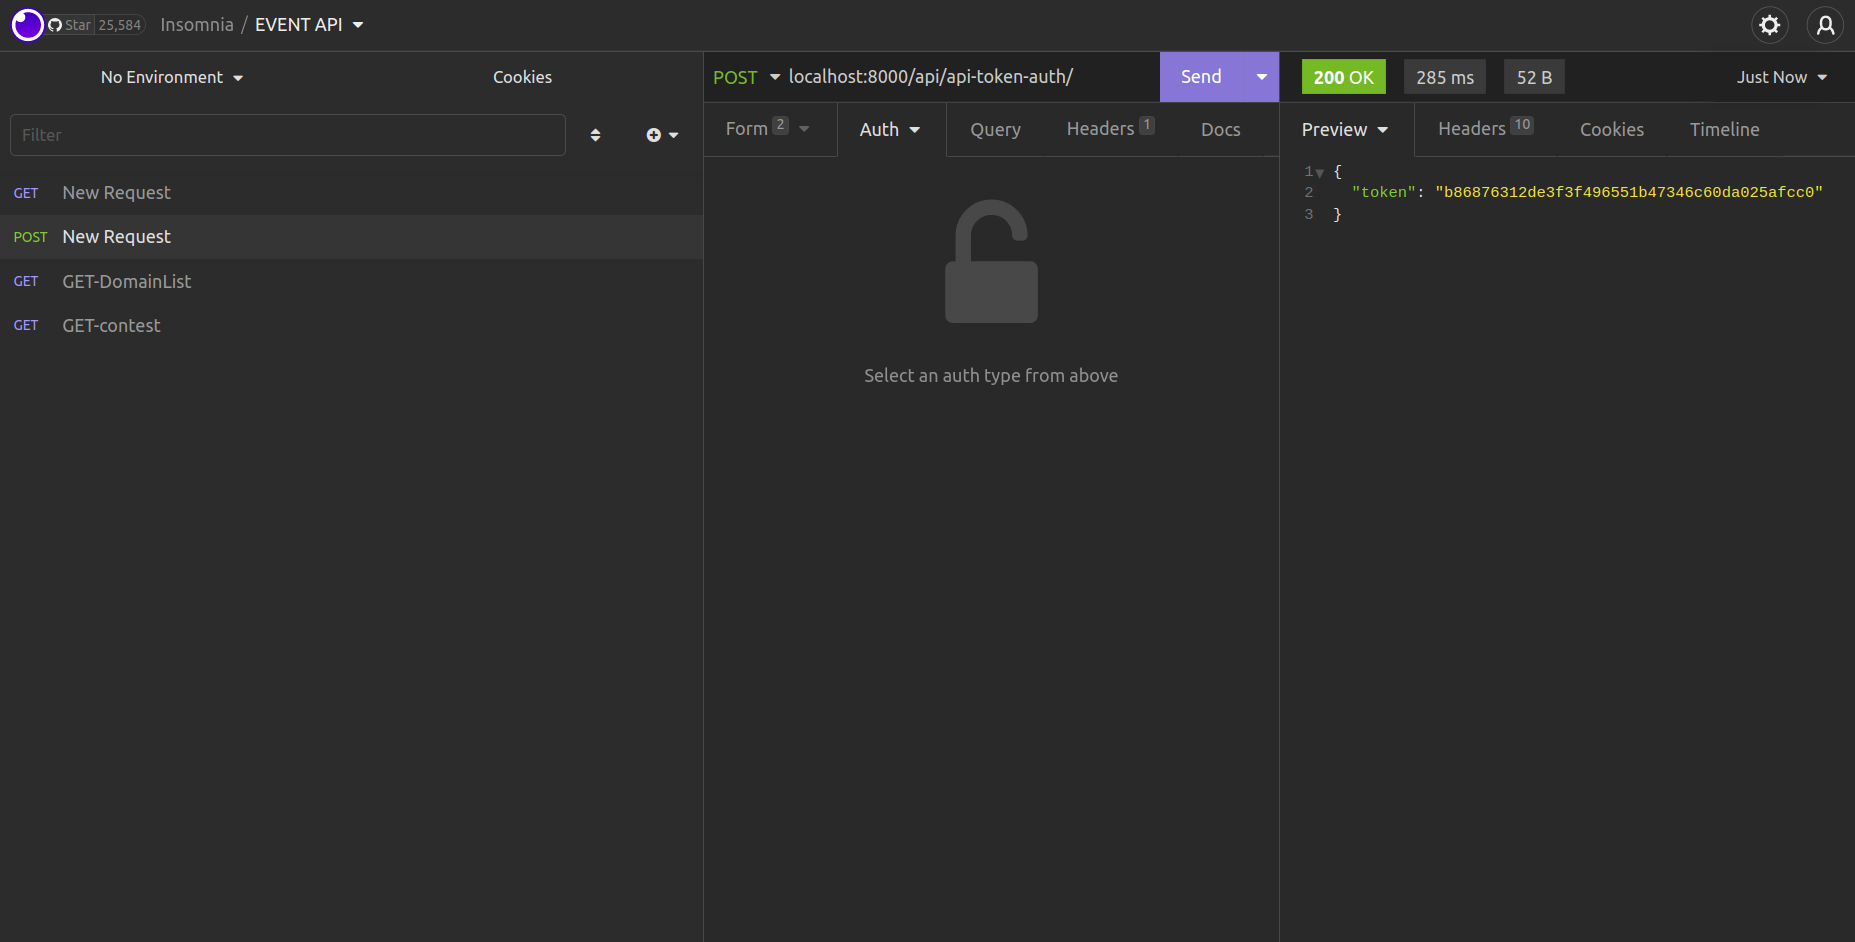 Star 25,584 Insomnia / EVENT API
No Environment Cookies
Filter
GET New Request
POST New Request
GET GET-DomainList
GET GET-contest
POST localhost:8000/api/api-token-auth/ Send
Form 2 Auth Query Headers 1 Docs
Select an auth type from above
200 OK 285 ms 52 B Just Now
Preview Headers 10 Cookies Timeline
1 {
2 "token": "b86876312de3f3f496551b47346c60da025afcc0"
3 }